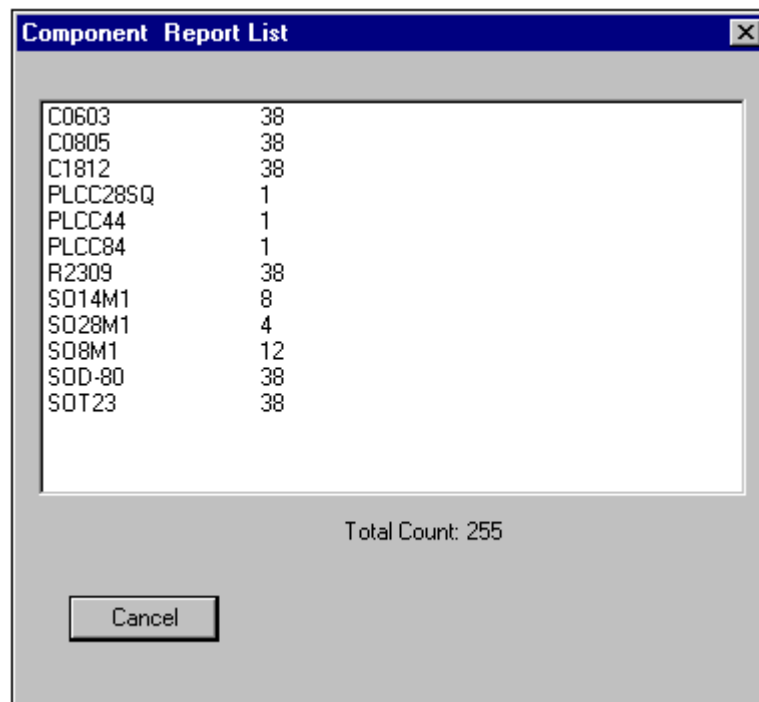 Component Report List
C0603 38
C0805 38
C1812 38
PLCC28SQ 1
PLCC44 1
PLCC84 1
R2309 38
SO14M1 8
SO28M1 4
SO8M1 12
SOD-80 38
SOT23 38
Total Count: 255
Cancel